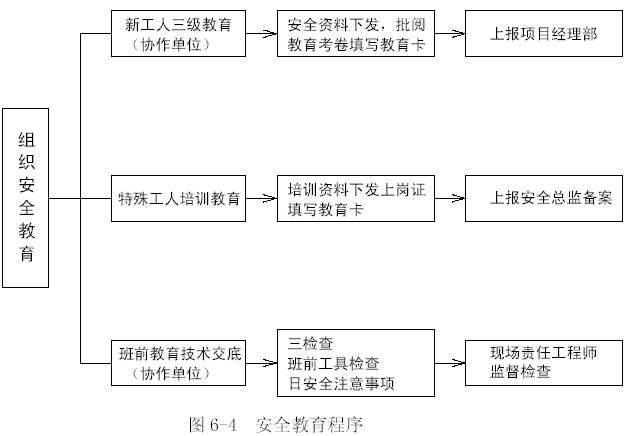 新工人三级教育
（协作单位）
安全资料下发，批阅
教育考卷填写教育卡
上报项目经理部
组织安全教育
特殊工人培训教育
培训资料下发上岗证
填写教育卡
上报安全总监备案
班前教育技术交底
（协作单位）
三检查
班前工具检查
日安全注意事项
现场责任工程师
监督检查
图 6-4 安全教育程序